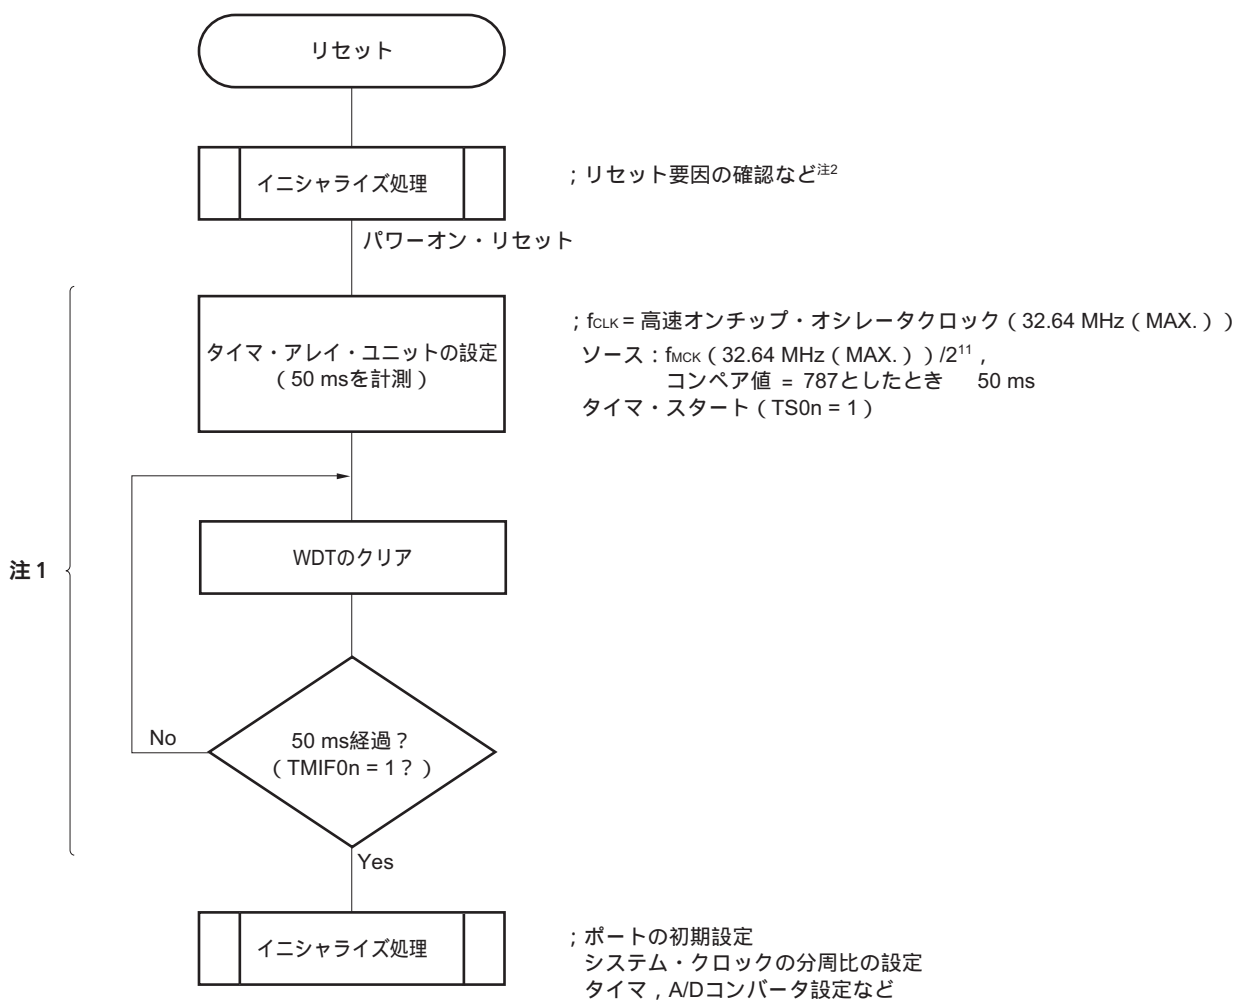 リセット
イニシャライズ処理
；リセット要因の確認など注2
パワーオン・リセット
タイマ・アレイ・ユニットの設定
（50 msを計測）
；fCLK = 高速オンチップ・オシレータクロック（32.64 MHz（MAX.））
ソース：fMCK（32.64 MHz（MAX.））/2¹¹，
コンペア値 = 787としたとき　50 ms
タイマ・スタート（TS0n = 1）
注1
WDTのクリア
No
50 ms経過？
（TMIF0n = 1？）
Yes
イニシャライズ処理
；ポートの初期設定
システム・クロックの分周比の設定
タイマ，A/Dコンバータ設定など